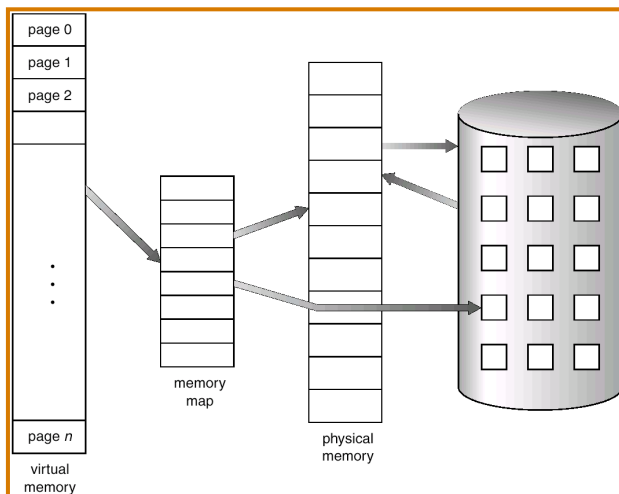 page 0
page 1
page 2
page n
virtual
memory
memory
map
physical
memory